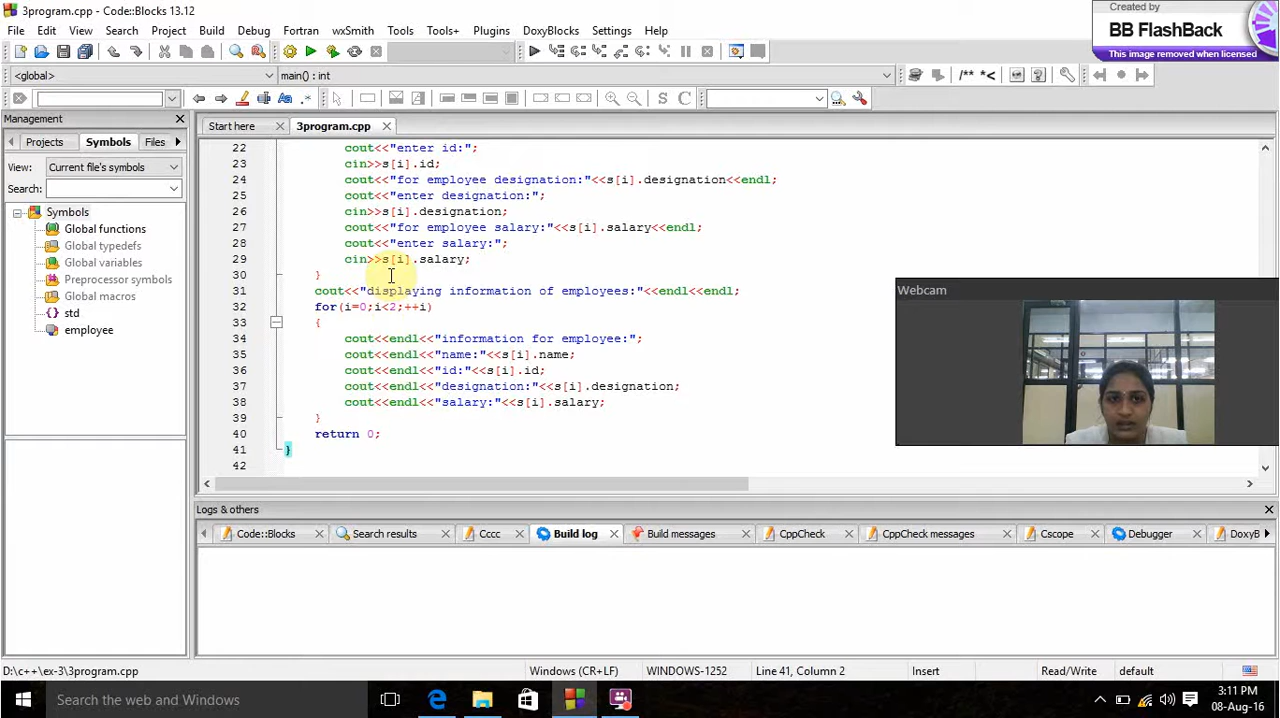 3program.cpp - Code::Blocks 13.12
Created by
BB FlashBack
This image removed when licensed
File Edit View Search Project Build Debug Fortran wxSmith Tools Tools+ Plugins DoxyBlocks Settings Help
<global> main() : int
/** *<
Aa .* S C
Management
Start here 3program.cpp
Projects Symbols Files
View: Current file's symbols
Search:
Symbols
Global functions
Global typedefs
Global variables
Preprocessor symbols
Global macros
std
employee
22 cout<<"enter id:";
23 cin>>s[i].id;
24 cout<<"for employee designation:"<<s[i].designation<<endl;
25 cout<<"enter designation:";
26 cin>>s[i].designation;
27 cout<<"for employee salary:"<<s[i].salary<<endl;
28 cout<<"enter salary:";
29 cin>>s[i].salary;
30 }
31 cout<<"displaying information of employees:"<<endl<<endl;
32 for(i=0;i<2;++i)
33 {
34 cout<<endl<<"information for employee:";
35 cout<<endl<<"name:"<<s[i].name;
36 cout<<endl<<"id:"<<s[i].id;
37 cout<<endl<<"designation:"<<s[i].designation;
38 cout<<endl<<"salary:"<<s[i].salary;
39 }
40 return 0;
41 }
42
Webcam
Logs & others
Code::Blocks Search results Cccc Build log Build messages CppCheck CppCheck messages Cscope Debugger DoxyB
D:\c++\ex-3\3program.cpp Windows (CR+LF) WINDOWS-1252 Line 41, Column 2 Insert Read/Write default
Search the web and Windows
3:11 PM
08-Aug-16